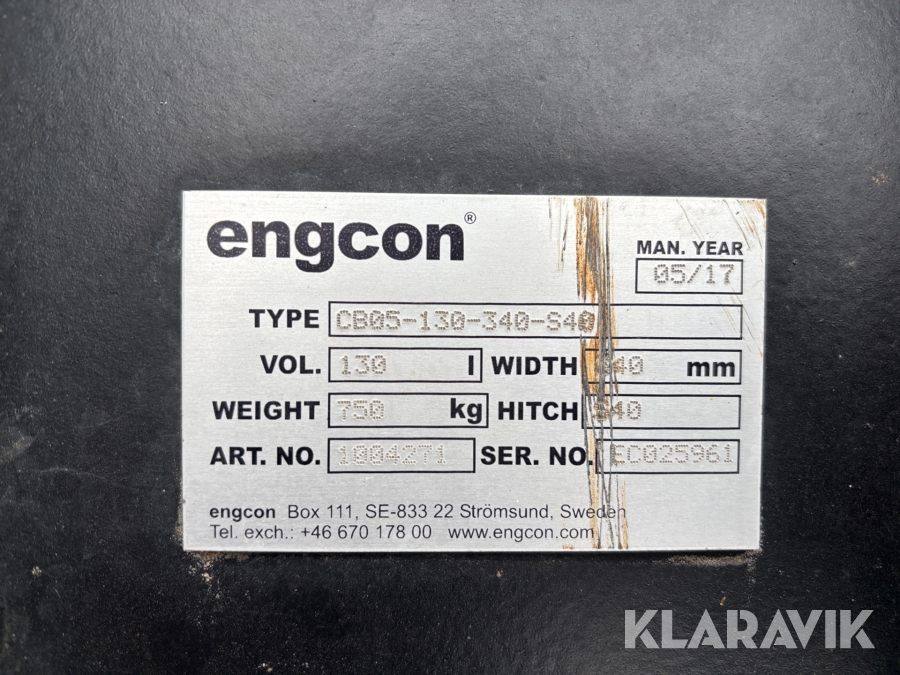 engcon®
MAN. YEAR
05/17
TYPE CB05-130-340-S40
VOL. 130 l WIDTH 340 mm
WEIGHT 750 kg HITCH S40
ART. NO. 1004271 SER. NO. EC025961
engcon Box 111, SE-833 22 Strömsund, Sweden
Tel. exch.: +46 670 178 00 www.engcon.com
KLARAVIK